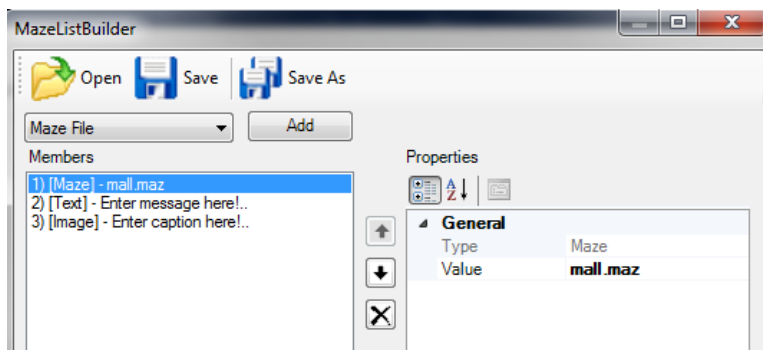 MazeListBuilder
Open Save Save As
Maze File Add
Members Properties
1) [Maze] - mall.maz
2) [Text] - Enter message here!..
3) [Image] - Enter caption here!..
General
Type Maze
Value mall.maz